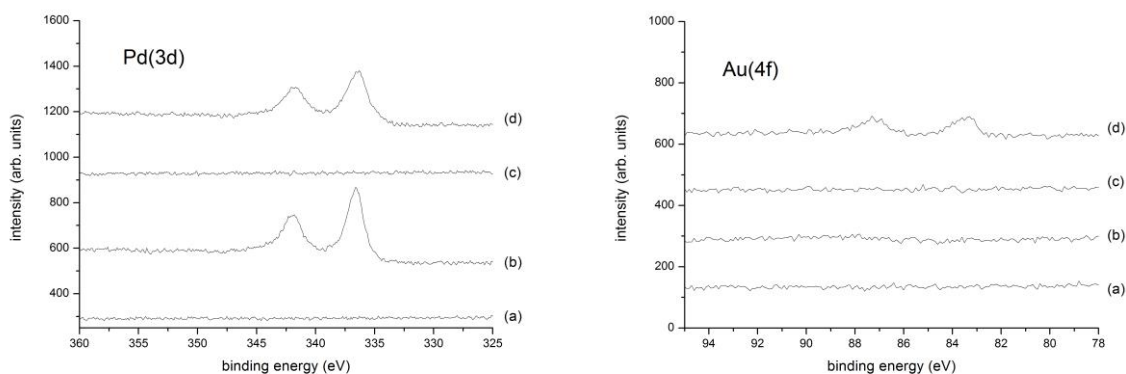 Pd(3d)
intensity (arb. units)
1600
1400
1200
1000
800
600
400
(d)
(c)
(b)
(a)
360 355 350 345 340 335 330 325
binding energy (eV)
Au(4f)
intensity (arb. units)
1000
800
600
400
200
0
(d)
(c)
(b)
(a)
94 92 90 88 86 84 82 80 78
binding energy (eV)